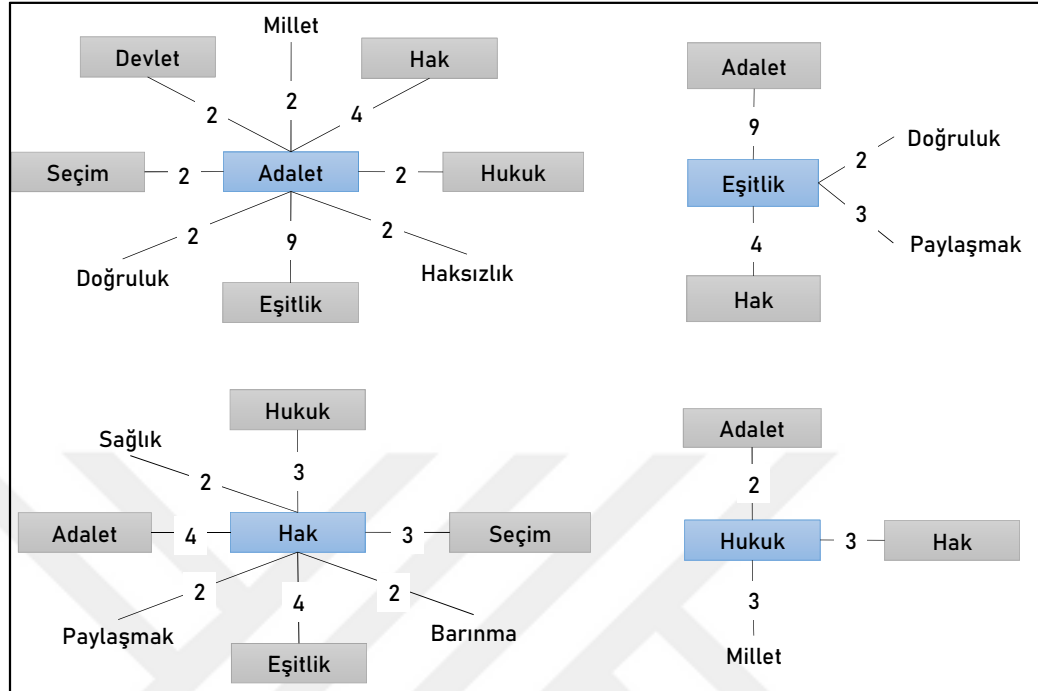 Millet
Devlet
Hak
2
2
4
Seçim
2
Adalet
2
Hukuk
2
9
2
Doğruluk
Haksızlık
Eşitlik
Adalet
9
Doğruluk
2
Eşitlik
3
Paylaşmak
4
Hak
Hukuk
Sağlık
3
2
Adalet
4
Hak
3
Seçim
2
4
2
Paylaşmak
Barınma
Eşitlik
Adalet
2
Hukuk
3
Hak
3
Millet